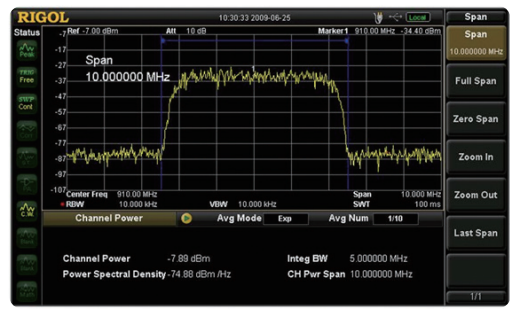 RIGOL
10:30:33 2009-06-25
Local
Span
Status
-7 Ref -7.00 dBm Att 10 dB Marker1 910.00 MHz -34.40 dBm
Span
10.000000 MHz
Peak
TRIG
Free
SWEP
Cont
C.W.
Span
10.000000 MHz
-17
-27
-37
-47
-57
-67
-77
-87
-97
-107
1
Full Span
Zero Span
Zoom In
Zoom Out
Last Span
1/1
Center Freq 910.00 MHz Span 10.000 MHz
RBW 10.000 kHz VBW 10.000 kHz SWT 100 ms
Channel Power Avg Mode Exp Avg Num 1/10
Channel Power -7.89 dBm Integ BW 5.000000 MHz
Power Spectral Density -74.88 dBm /Hz CH Pwr Span 10.000000 MHz